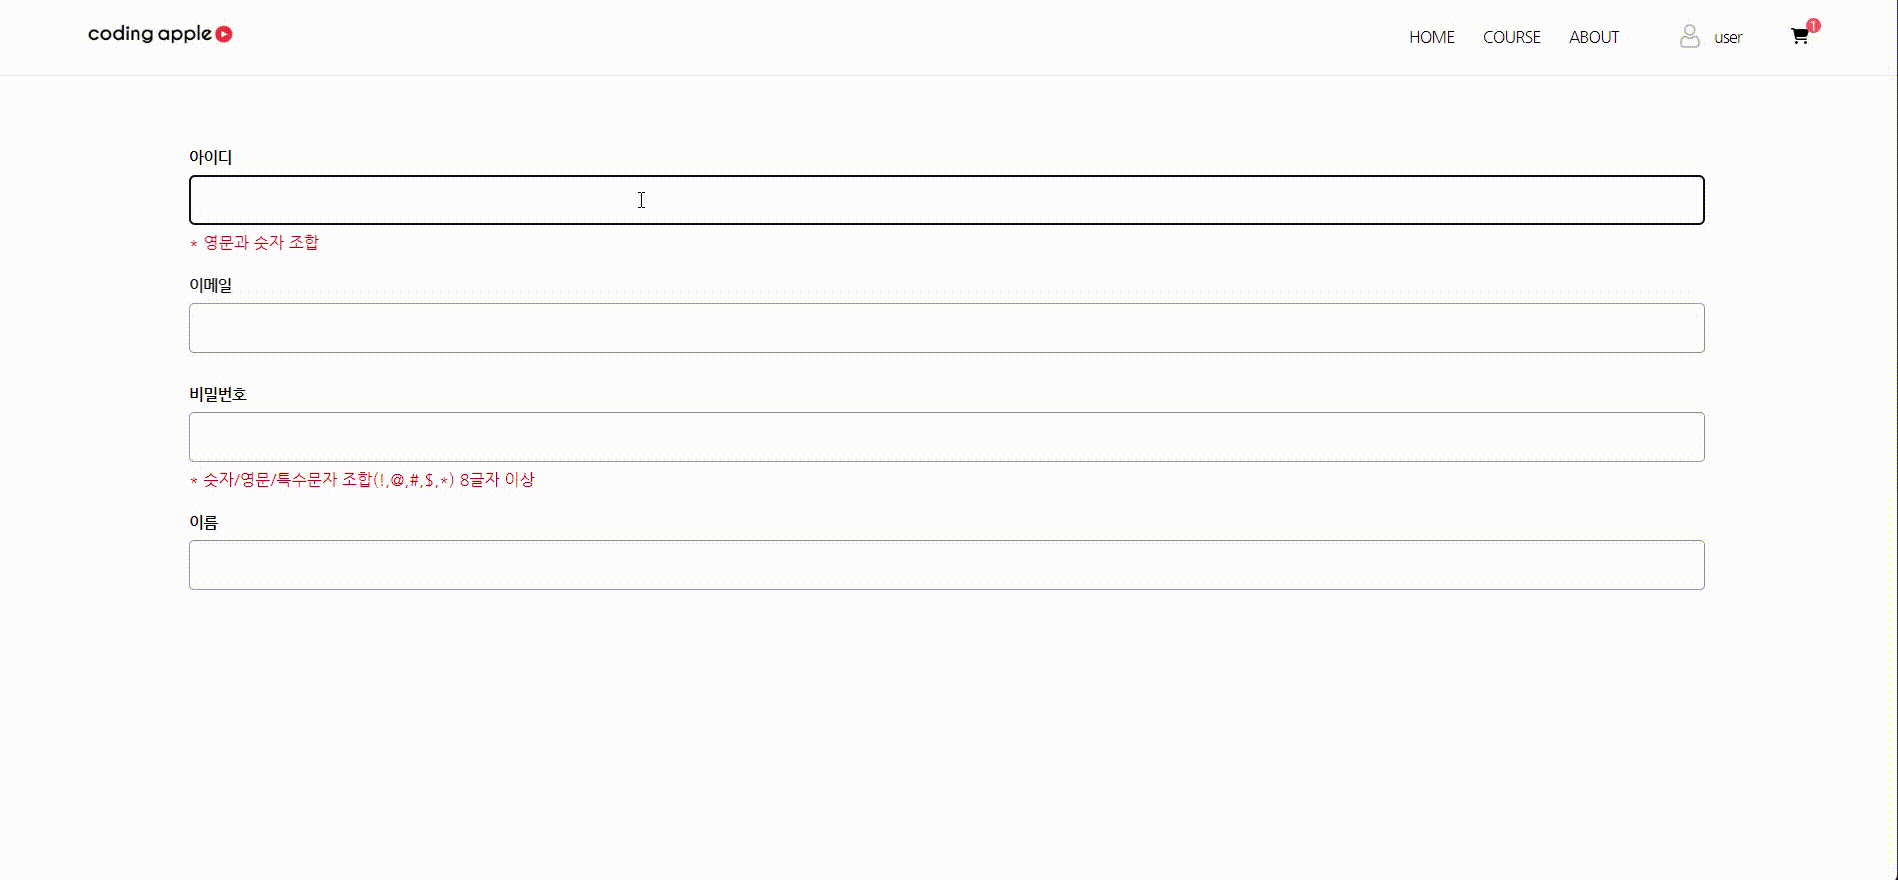 coding apple
HOME COURSE ABOUT user 1
아이디
* 영문과 숫자 조합
이메일
비밀번호
* 숫자/영문/특수문자 조합(!,@,#,$,*) 8글자 이상
이름